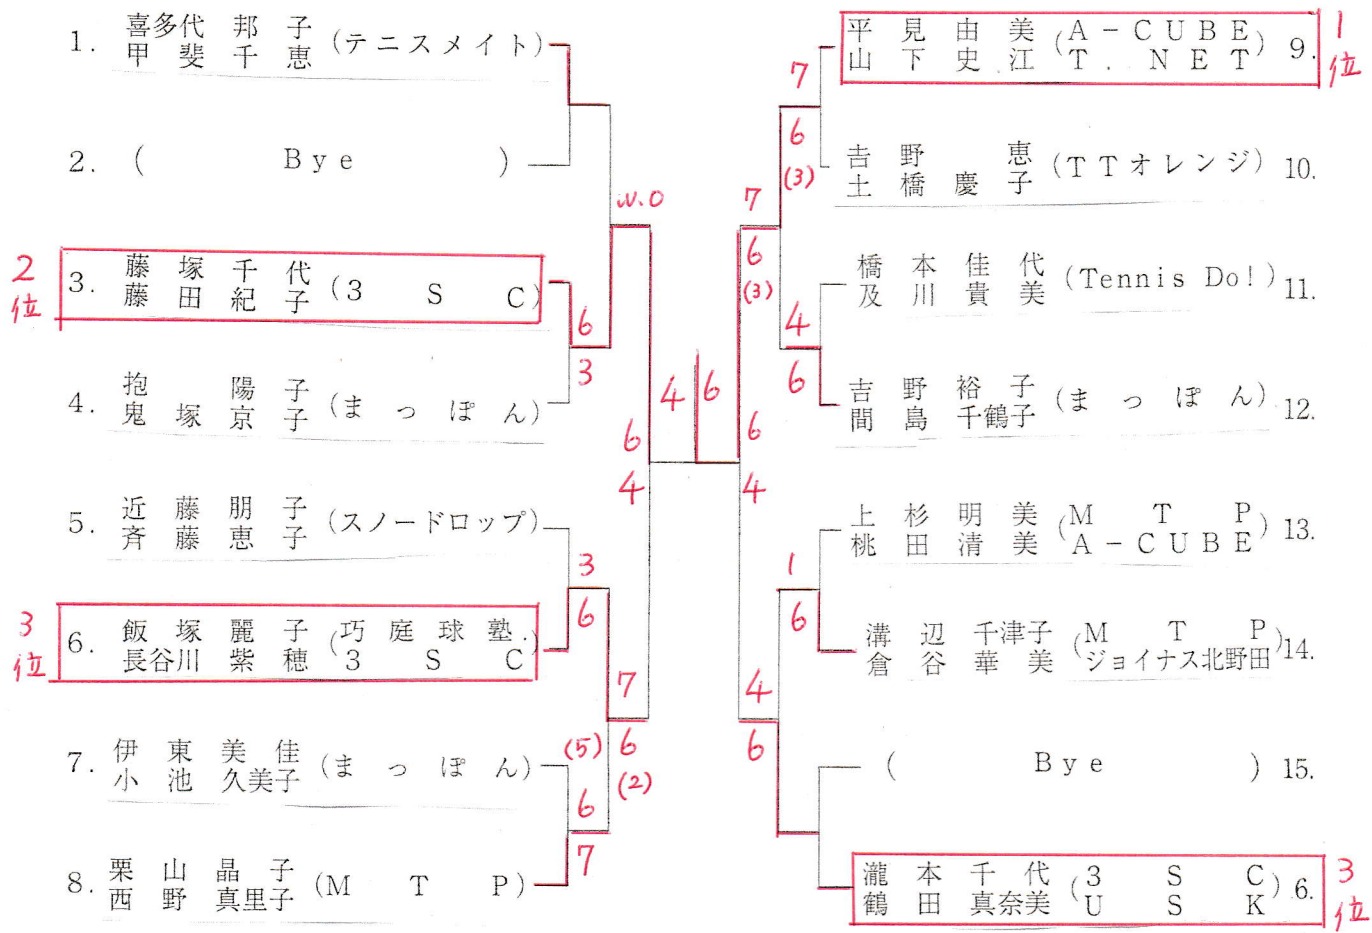 1. 喜多代 邦子 (テニスメイト)
甲斐千恵
2. ( Bye )
2位
3. 藤塚千代 (3SC)
藤田紀子
4. 抱 陽子 (まっぽん)
鬼塚京子
5. 近藤朋子 (スノードロップ)
斉藤恵子
3位
6. 飯塚麗子 (巧庭球塾.)
長谷川紫穂 (3SC)
7. 伊東美佳 (まっぽん)
小池久美子
8. 栗山晶子 (MTP)
西野真里子
W.O
6
3
6
4
3
6
7
6
(2)
(5)
6
7
4 6
平見由美 (A-CUBE) 9.
山下史江 (T.NET)
1位
吉野 恵 (TTオレンジ) 10.
土橋慶子
橋本佳代 (Tennis Do!) 11.
及川貴美
吉野裕子 (まっぽん) 12.
間島千鶴子
上杉明美 (MTP) 13.
桃田清美 (A-CUBE)
溝辺千津子 (MTP) 14.
倉谷華美 (ジョイナス北野田)
( Bye ) 15.
瀧本千代 (3SC) 6.
鶴田真奈美 (USK)
3位
7
6
(3)
7
6
(3)
4
6
6
4
1
6
4
6